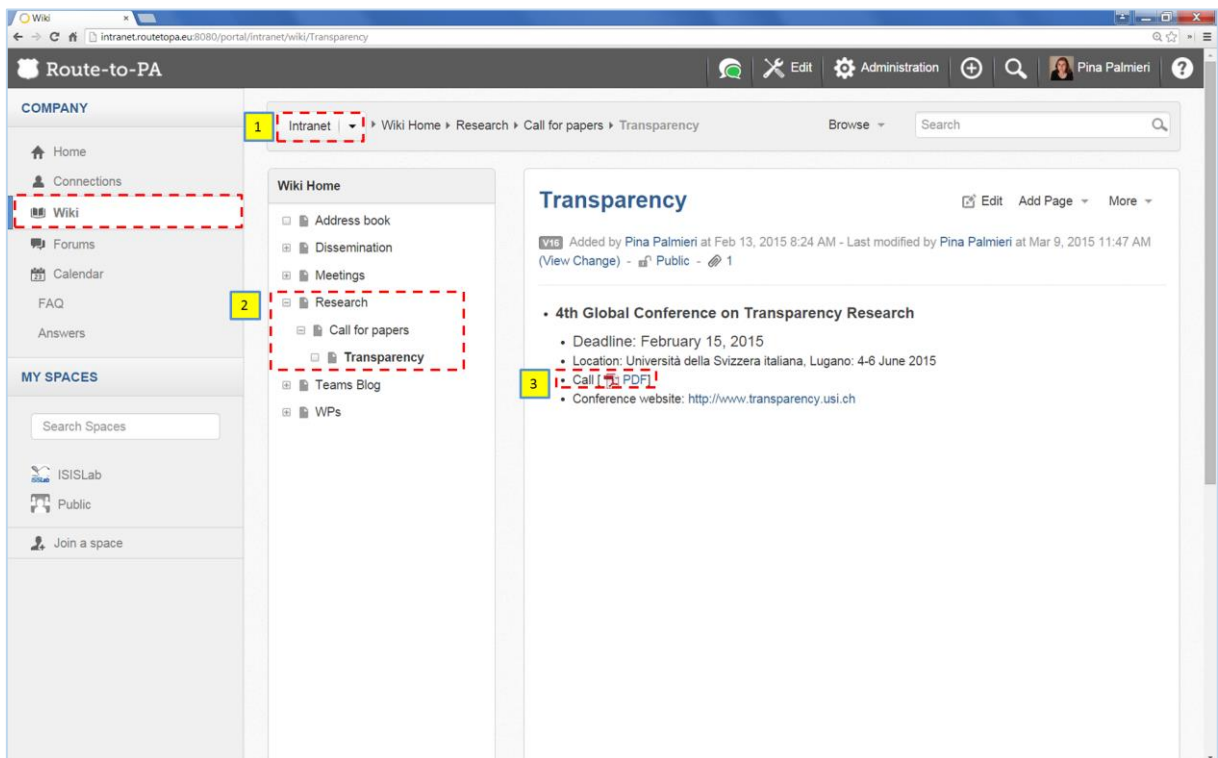 Wiki
intranet.routetopa.eu:8080/portal/intranet/wiki/Transparency
Route-to-PA
Edit
Administration
Pina Palmieri
?
COMPANY
Home
Connections
Wiki
Forums
Calendar
FAQ
Answers
MY SPACES
Search Spaces
ISISLab
Public
Join a space
1
Intranet Wiki Home Research Call for papers Transparency
Browse
Search
Wiki Home
Address book
Dissemination
Meetings
2
Research
Call for papers
Transparency
Teams Blog
WPs
Transparency
Edit Add Page More
V16 Added by Pina Palmieri at Feb 13, 2015 8:24 AM - Last modified by Pina Palmieri at Mar 9, 2015 11:47 AM
(View Change) - Public - 1
• 4th Global Conference on Transparency Research
• Deadline: February 15, 2015
• Location: Università della Svizzera italiana, Lugano: 4-6 June 2015
3
• Call [ PDF]
• Conference website: http://www.transparency.usi.ch